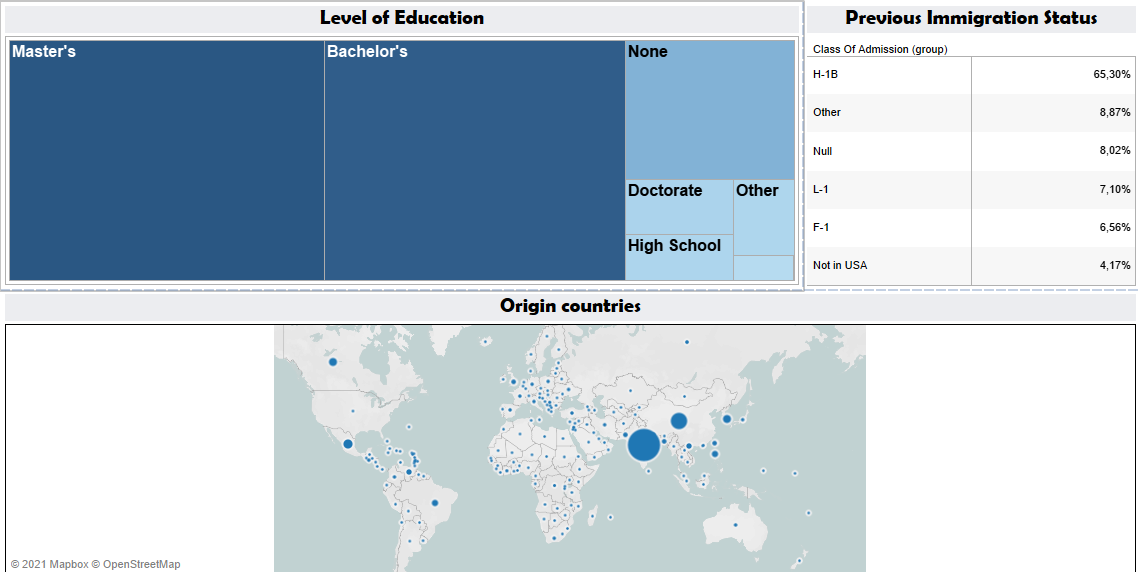 Level of Education
Master's
Bachelor's
None
Doctorate
Other
High School
Previous Immigration Status
Class Of Admission (group)
H-1B 65,30%
Other 8,87%
Null 8,02%
L-1 7,10%
F-1 6,56%
Not in USA 4,17%
Origin countries
© 2021 Mapbox © OpenStreetMap